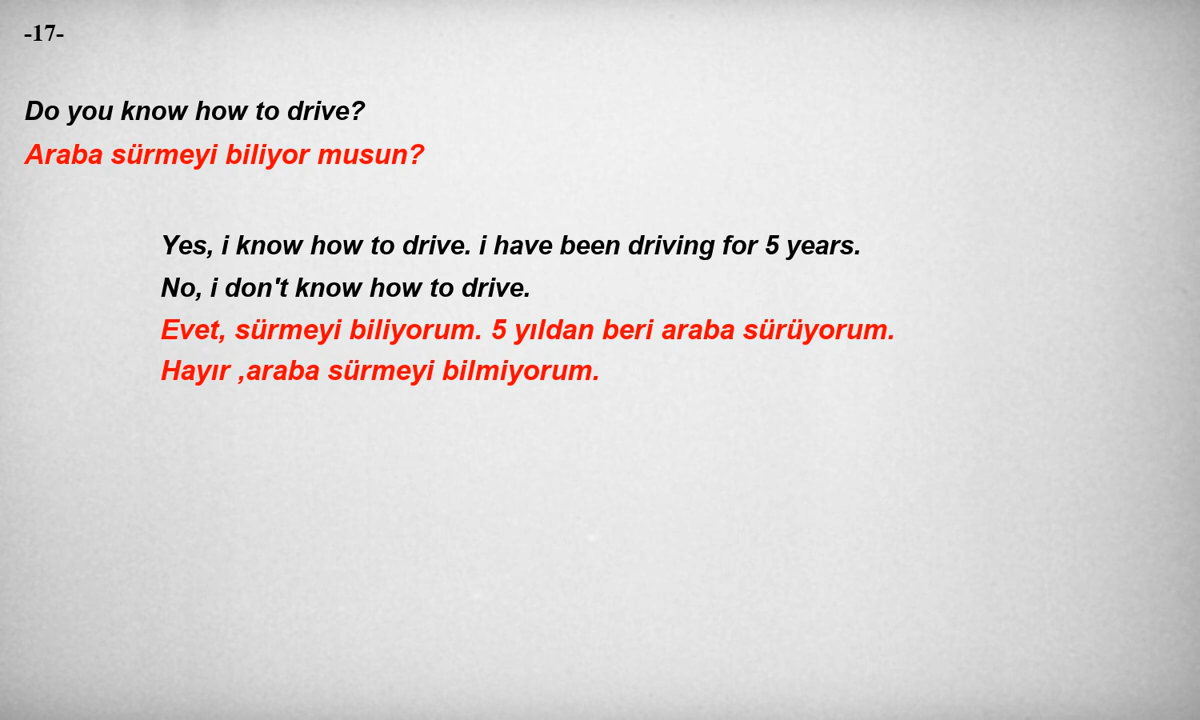 -17-
Do you know how to drive?
Araba sürmeyi biliyor musun?
Yes, i know how to drive. i have been driving for 5 years.
No, i don't know how to drive.
Evet, sürmeyi biliyorum. 5 yıldan beri araba sürüyorum.
Hayır ,araba sürmeyi bilmiyorum.